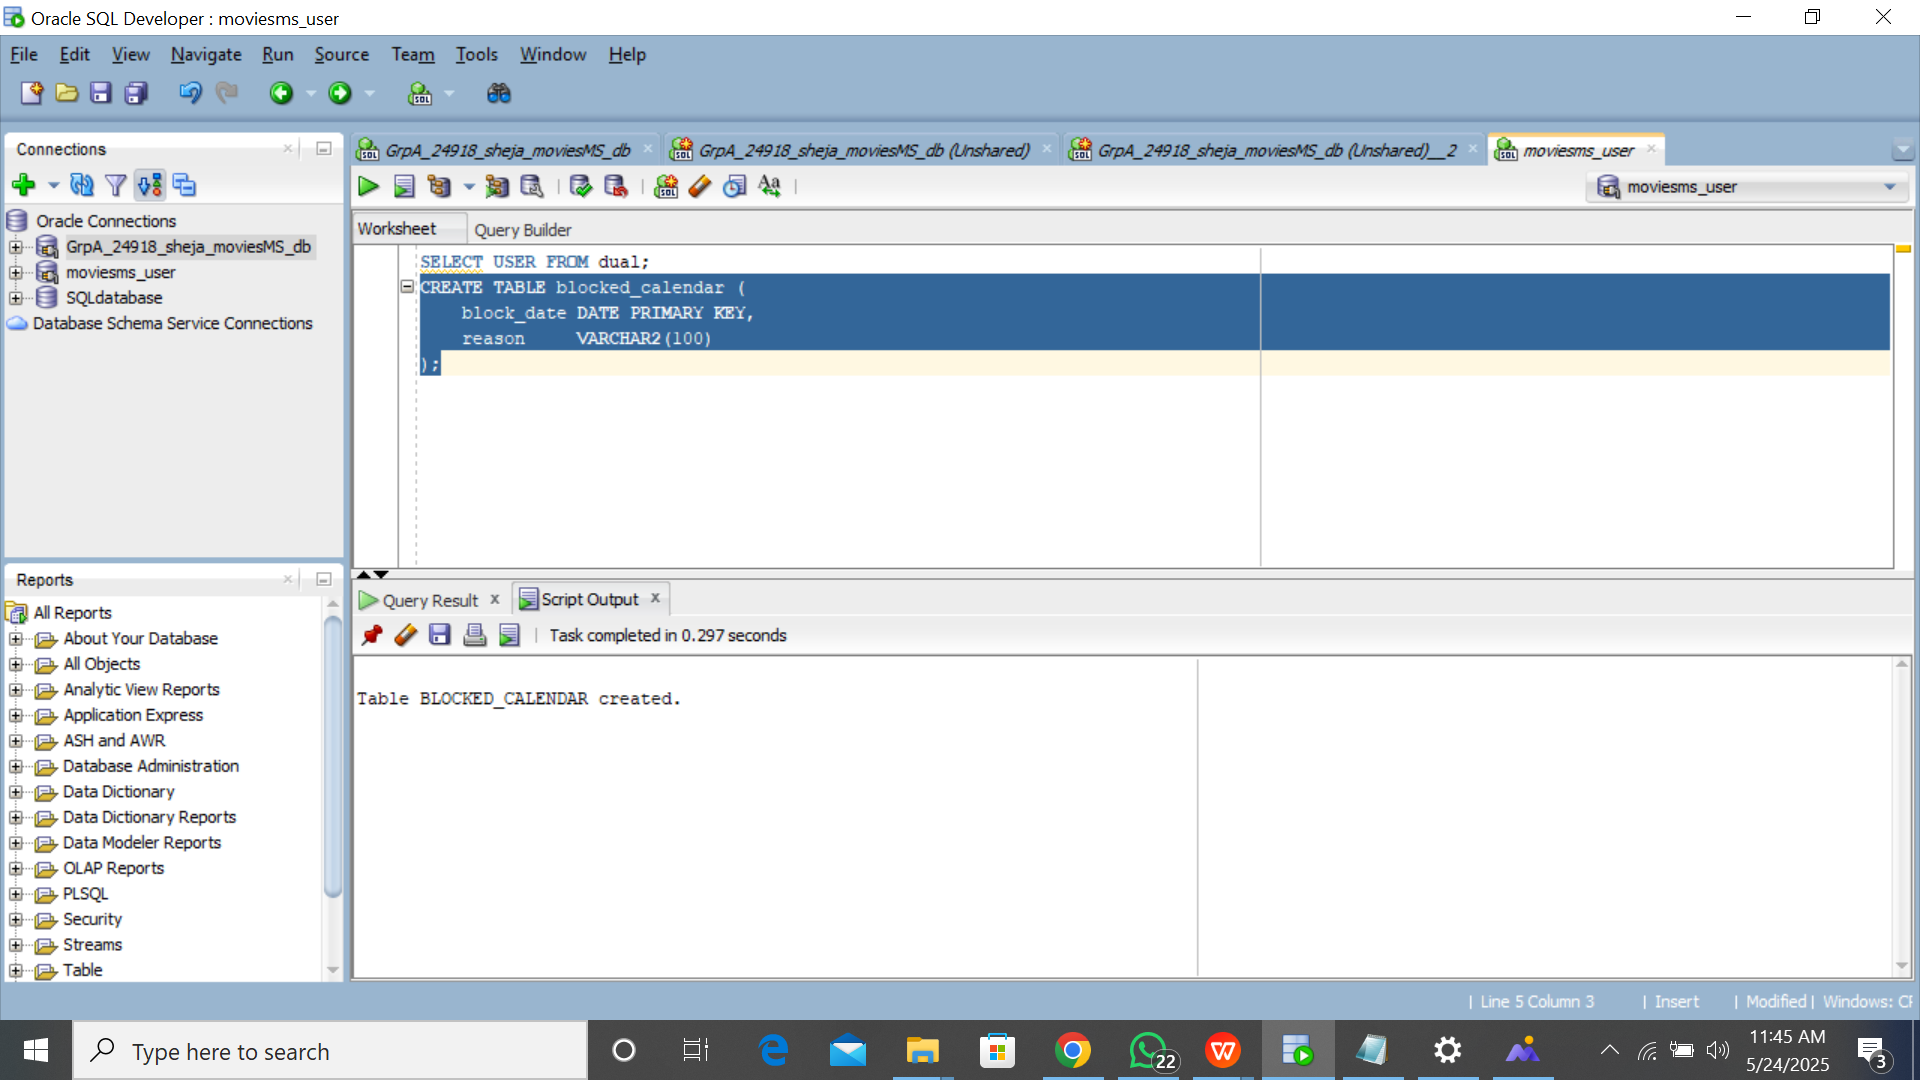 Oracle SQL Developer : moviesms_user
File Edit View Navigate Run Source Team Tools Window Help
Connections
Oracle Connections
GrpA_24918_sheja_moviesMS_db
moviesms_user
SQLdatabase
Database Schema Service Connections
Reports
All Reports
About Your Database
All Objects
Analytic View Reports
Application Express
ASH and AWR
Database Administration
Data Dictionary
Data Dictionary Reports
Data Modeler Reports
OLAP Reports
PLSQL
Security
Streams
Table
GrpA_24918_sheja_moviesMS_db GrpA_24918_sheja_moviesMS_db (Unshared) GrpA_24918_sheja_moviesMS_db (Unshared)__2 moviesms_user
moviesms_user
Worksheet Query Builder
SELECT USER FROM dual;
CREATE TABLE blocked_calendar (
block_date DATE PRIMARY KEY,
reason VARCHAR2(100)
);
Query Result Script Output
Task completed in 0.297 seconds
Table BLOCKED_CALENDAR created.
| Line 5 Column 3 | Insert | Modified | Windows: CF
Type here to search
22
11:45 AM
5/24/2025
3